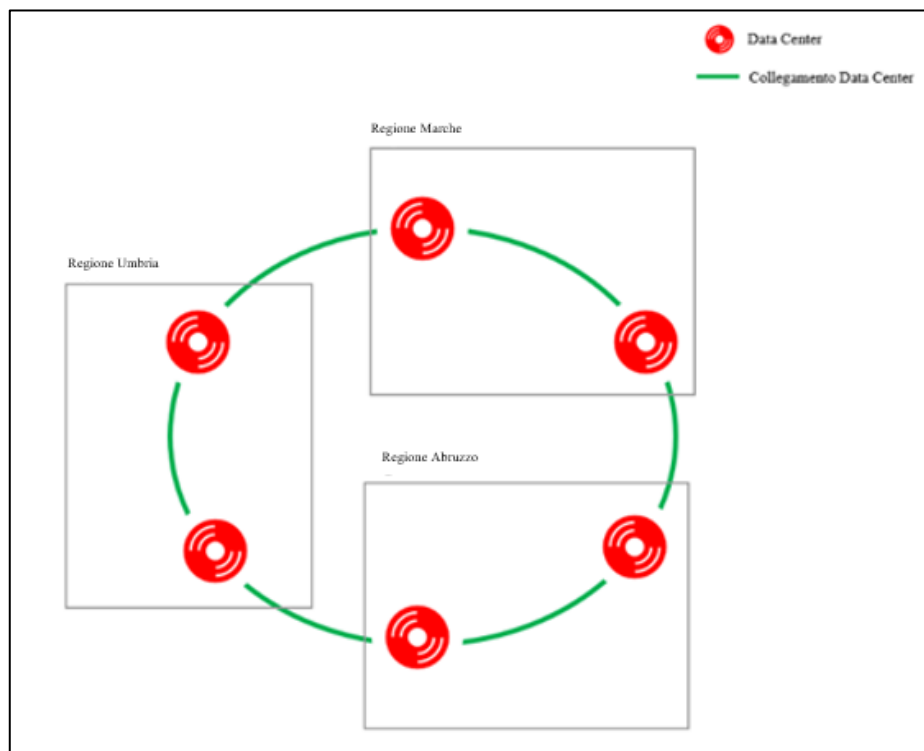 Data Center
Collegamento Data Center
Regione Marche
Regione Umbria
Regione Abruzzo